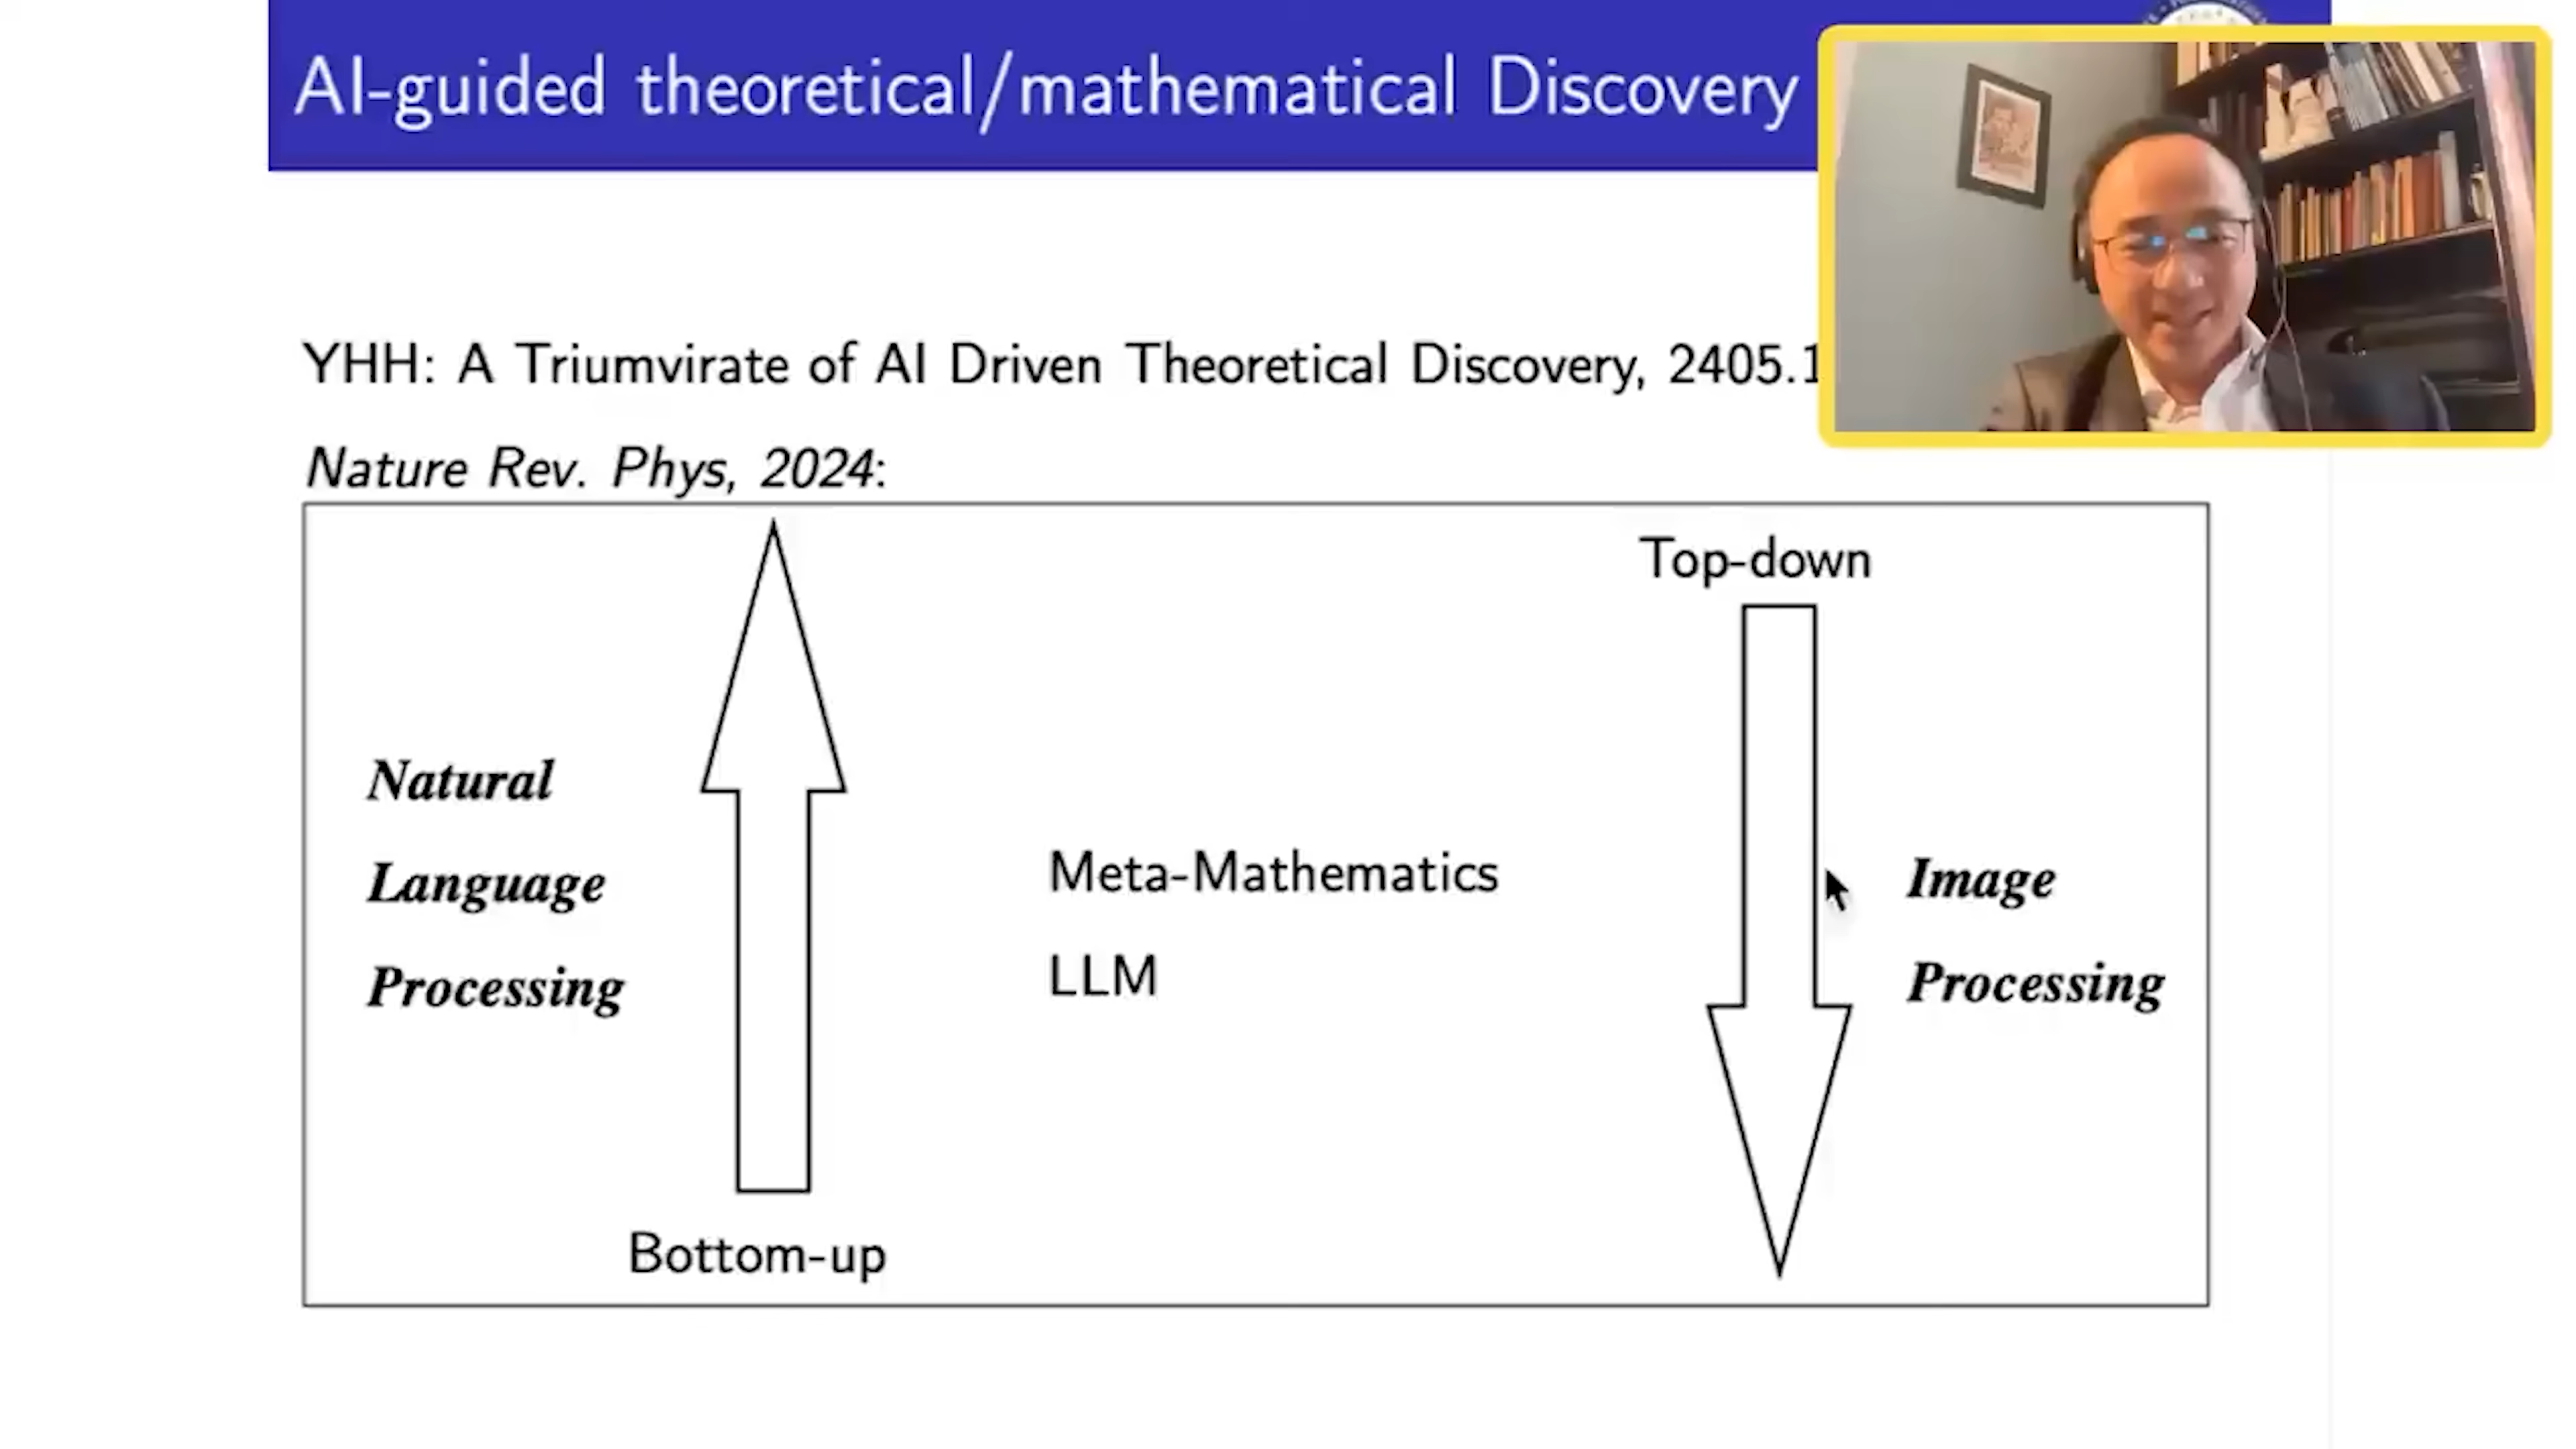 AI-guided theoretical/mathematical Discovery
YHH: A Triumvirate of AI Driven Theoretical Discovery, 2405.1
Nature Rev. Phys, 2024:
Top-down
Natural
Language
Processing
Meta-Mathematics
LLM
Image
Processing
Bottom-up